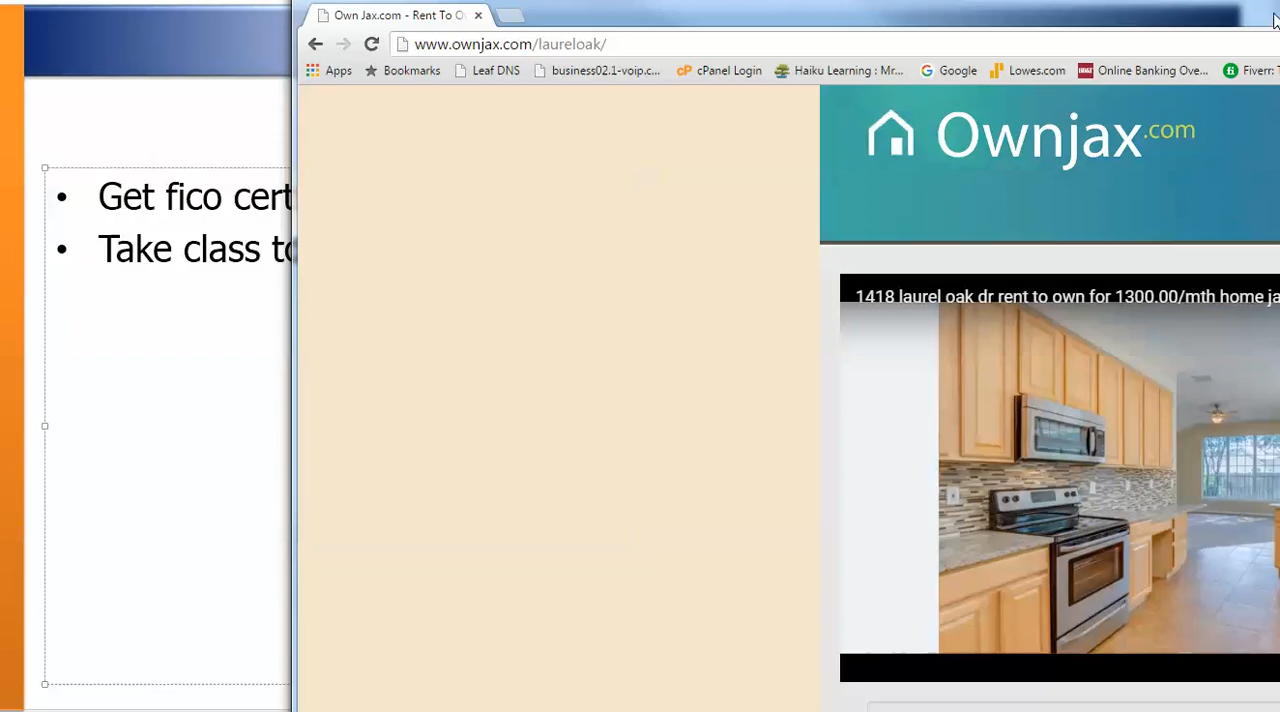 • Get fico cert
• Take class to
Own Jax.com - Rent To O
www.ownjax.com/laureloak/
Apps Bookmarks Leaf DNS business02.1-voip.c... cP cPanel Login Haiku Learning : Mr... Google Lowes.com Online Banking Ove... fi Fiverr: T
Ownjax.com
1418 laurel oak dr rent to own for 1300.00/mth home ja